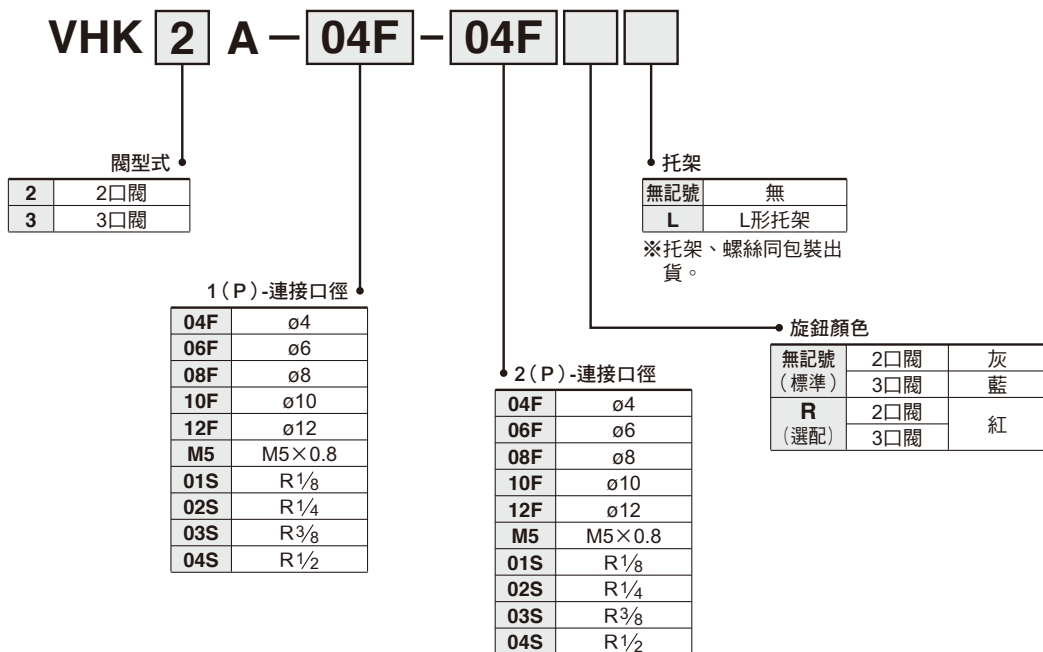 VHK 2 A－04F－04F
閥型式
2 2口閥
3 3口閥
1（P）-連接口徑
04F ø4
06F ø6
08F ø8
10F ø10
12F ø12
M5 M5×0.8
01S R1/8
02S R1/4
03S R3/8
04S R1/2
2（P）-連接口徑
04F ø4
06F ø6
08F ø8
10F ø10
12F ø12
M5 M5×0.8
01S R1/8
02S R1/4
03S R3/8
04S R1/2
托架
無記號 無
L L形托架
※托架、螺絲同包裝出
貨。
旋鈕顏色
無記號 2口閥 灰
（標準） 3口閥 藍
R 2口閥 紅
（選配） 3口閥